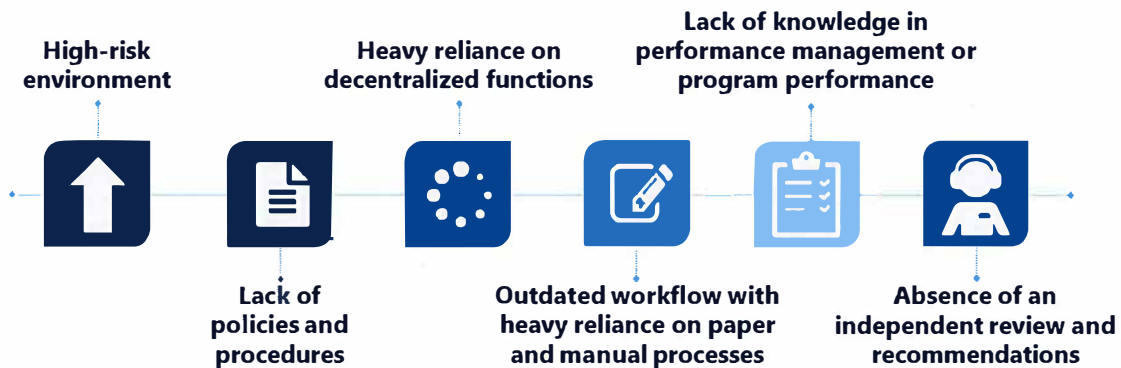 High-risk
environment
Lack of
policies and
procedures
Heavy reliance on
decentralized functions
Outdated workflow with
heavy reliance on paper
and manual processes
Lack of knowledge in
performance management or
program performance
Absence of an
independent review and
recommendations